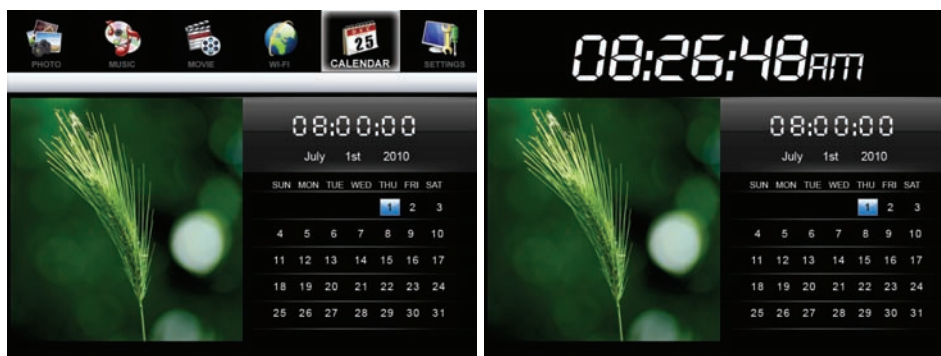 PHOTO MUSIC MOVIE WI-FI CALENDAR SETTINGS
08:00:00
July 1st 2010
SUN MON TUE WED THU FRI SAT
1 2 3
4 5 6 7 8 9 10
11 12 13 14 15 16 17
18 19 20 21 22 23 24
25 26 27 28 29 30 31
08:26:48AM
08:00:00
July 1st 2010
SUN MON TUE WED THU FRI SAT
1 2 3
4 5 6 7 8 9 10
11 12 13 14 15 16 17
18 19 20 21 22 23 24
25 26 27 28 29 30 31